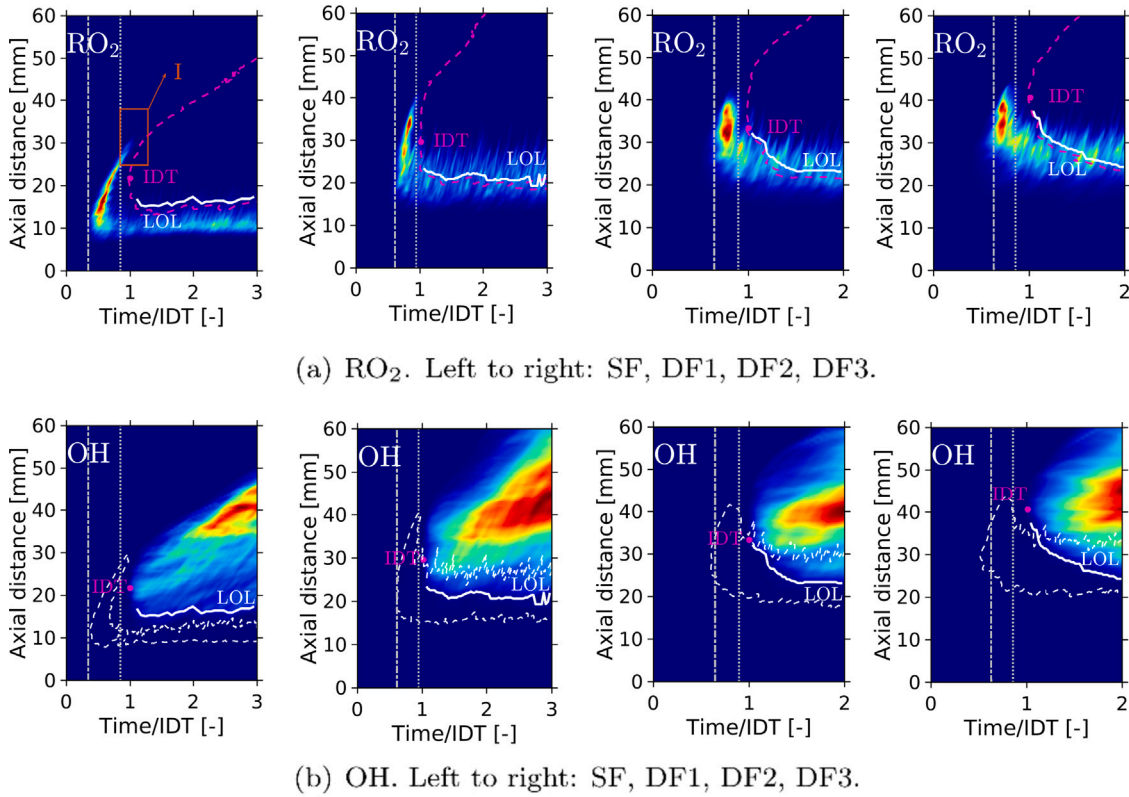 60
50
40
30
20
10
0
Axial distance [mm]
RO2
I
IDT
LOL
0 1 2 3
Time/IDT [-]
60
50
40
30
20
10
0
Axial distance [mm]
RO2
IDT
LOL
0 1 2 3
Time/IDT [-]
60
50
40
30
20
10
0
Axial distance [mm]
RO2
IDT
LOL
0 1 2
Time/IDT [-]
60
50
40
30
20
10
0
Axial distance [mm]
RO2
IDT
LOL
0 1 2
Time/IDT [-]
(a) RO2. Left to right: SF, DF1, DF2, DF3.
60
50
40
30
20
10
0
Axial distance [mm]
OH
IDT
LOL
0 1 2 3
Time/IDT [-]
60
50
40
30
20
10
0
Axial distance [mm]
OH
IDT
LOL
0 1 2 3
Time/IDT [-]
60
50
40
30
20
10
0
Axial distance [mm]
OH
IDT
LOL
0 1 2
Time/IDT [-]
60
50
40
30
20
10
0
Axial distance [mm]
OH
IDT
LOL
0 1 2
Time/IDT [-]
(b) OH. Left to right: SF, DF1, DF2, DF3.